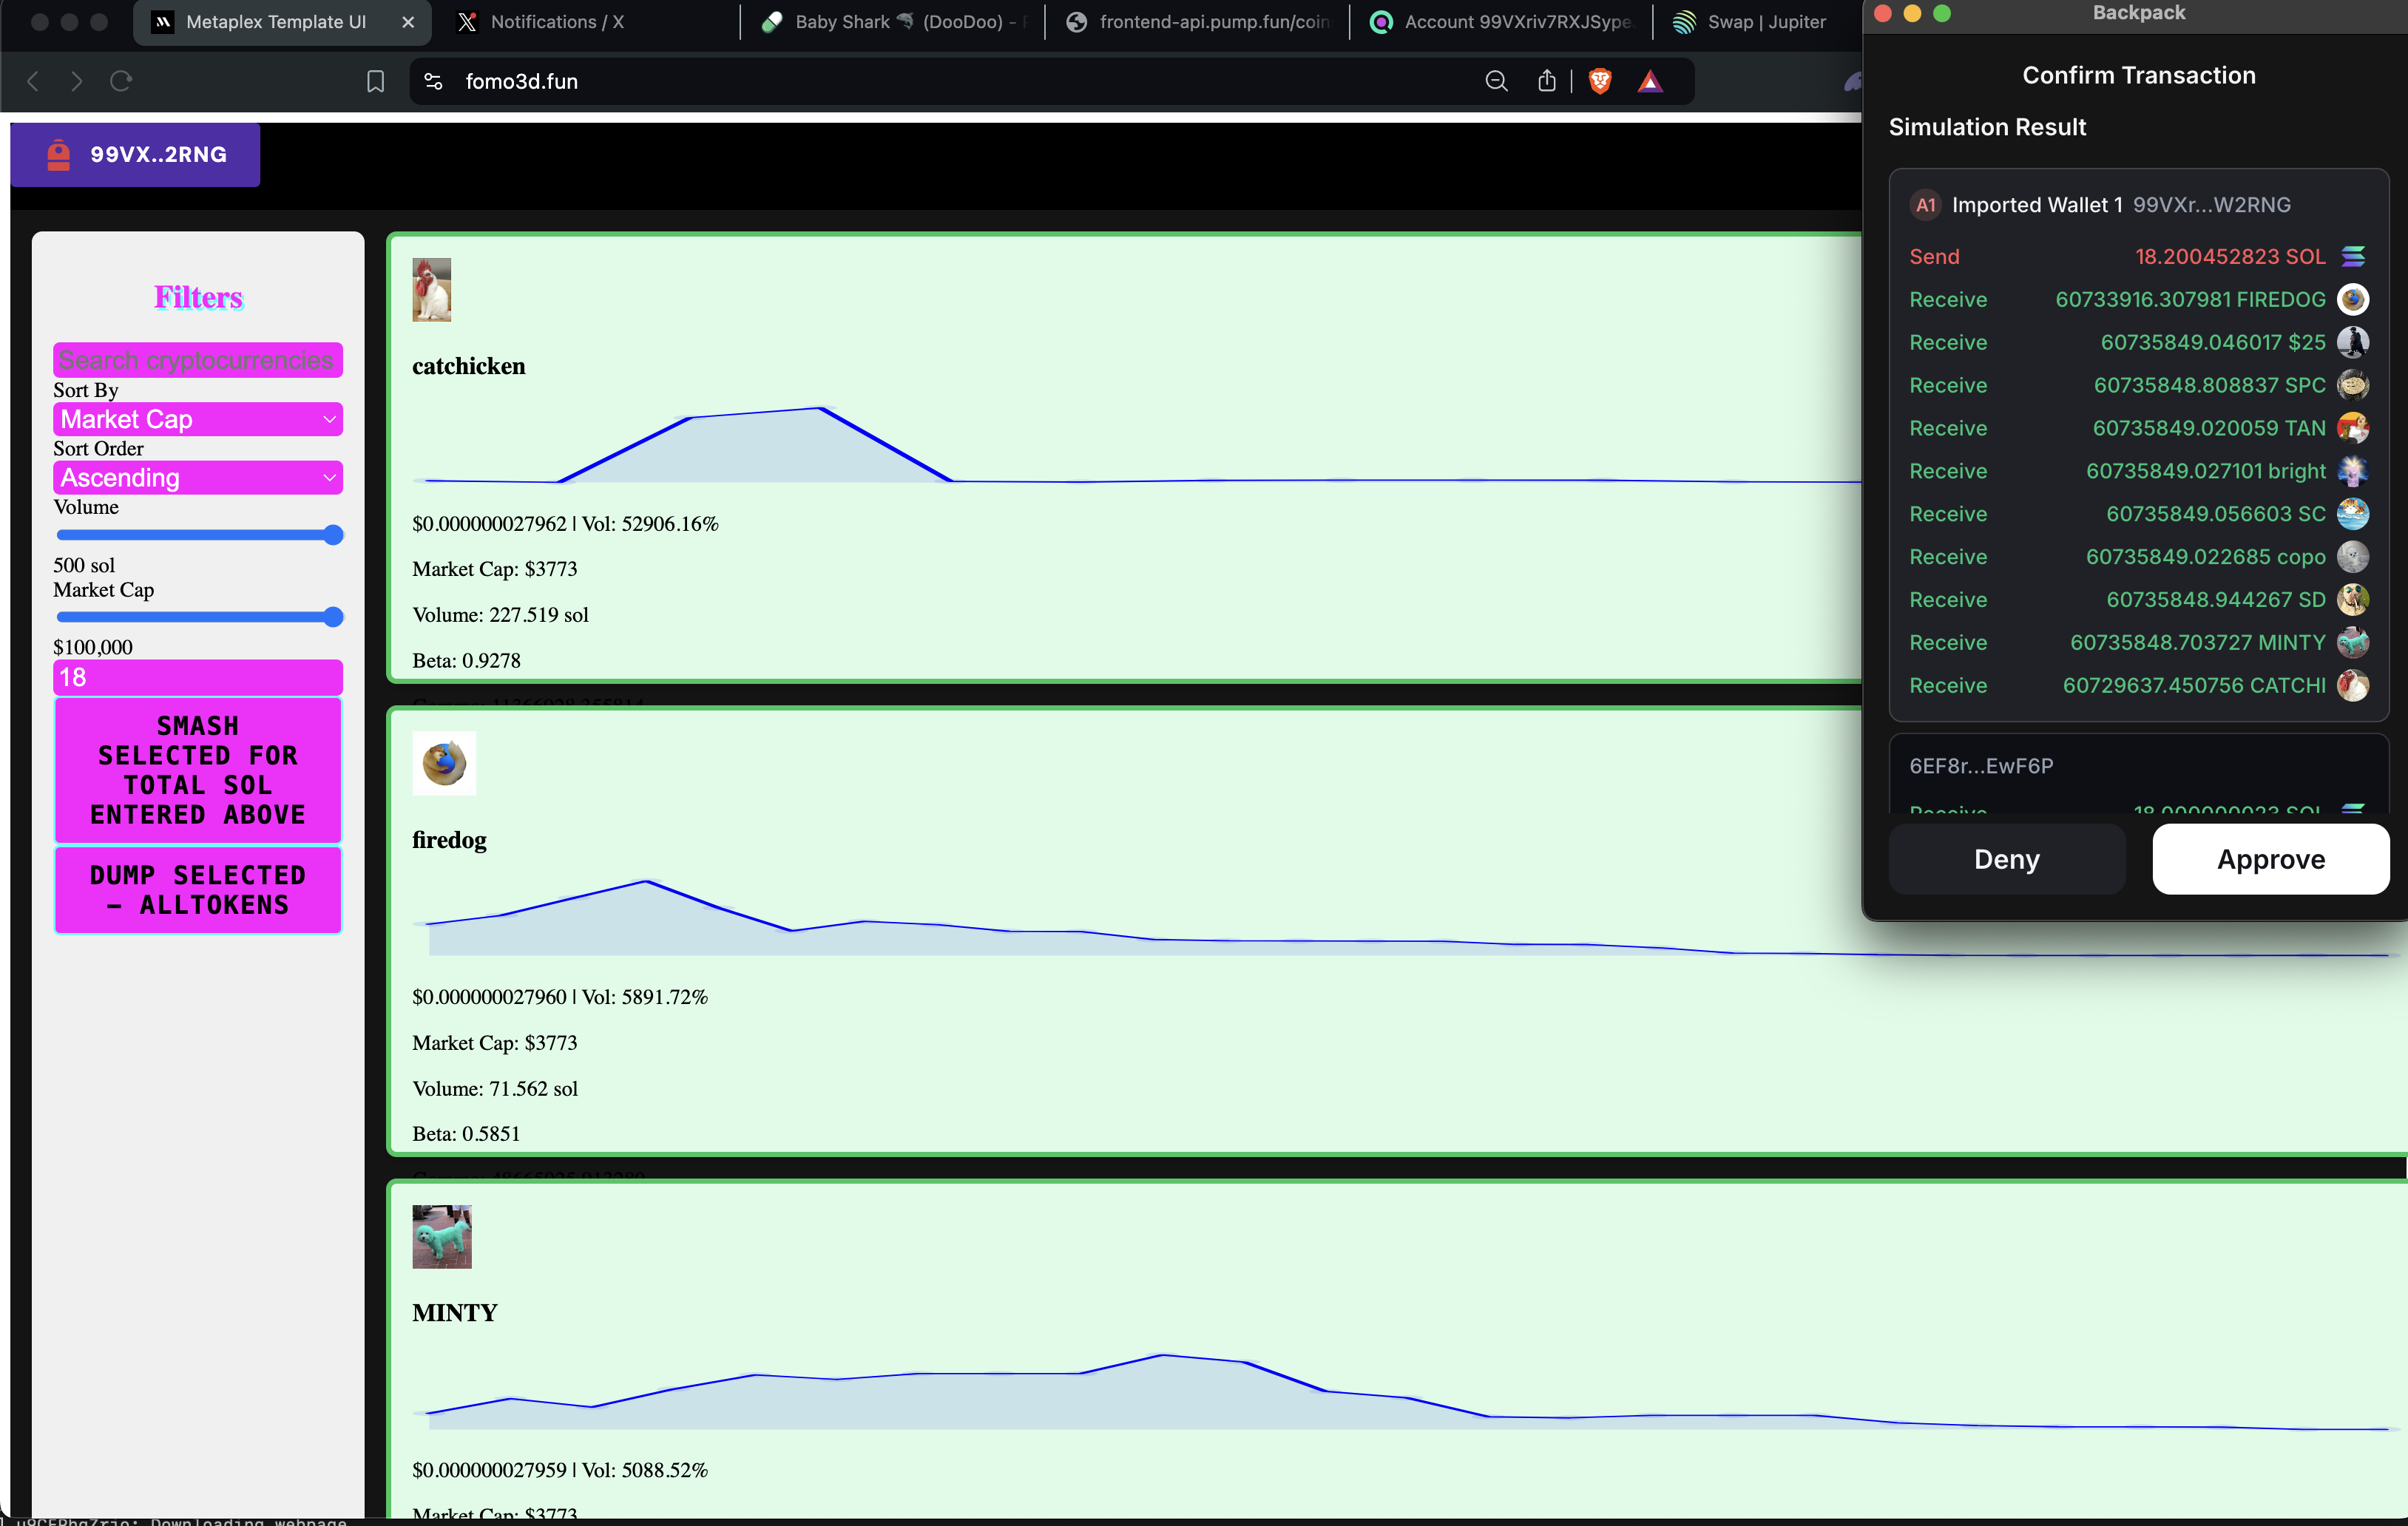 Metaplex Template UI
Notifications / X
Baby Shark 🦈 (DooDoo) -
frontend-api.pump.fun/coin
Account 99VXriv7RXJSype
Swap | Jupiter
fomo3d.fun
99VX..2RNG
Filters
Search cryptocurrencies
Sort By
Market Cap
Sort Order
Ascending
Volume
500 sol
Market Cap
$100,000
18
SMASH
SELECTED FOR
TOTAL SOL
ENTERED ABOVE
DUMP SELECTED
– ALLTOKENS
catchicken
$0.000000027962 | Vol: 52906.16%
Market Cap: $3773
Volume: 227.519 sol
Beta: 0.9278
firedog
$0.000000027960 | Vol: 5891.72%
Market Cap: $3773
Volume: 71.562 sol
Beta: 0.5851
MINTY
$0.000000027959 | Vol: 5088.52%
Market Cap: $3773
Backpack
Confirm Transaction
Simulation Result
A1 Imported Wallet 1 99VXr...W2RNG
Send 18.200452823 SOL
Receive 60733916.307981 FIREDOG
Receive 60735849.046017 $25
Receive 60735848.808837 SPC
Receive 60735849.020059 TAN
Receive 60735849.027101 bright
Receive 60735849.056603 SC
Receive 60735849.022685 copo
Receive 60735848.944267 SD
Receive 60735848.703727 MINTY
Receive 60729637.450756 CATCHI
6EF8r...EwF6P
Receive 18.000000023 SOL
Deny
Approve
Downloading webpage